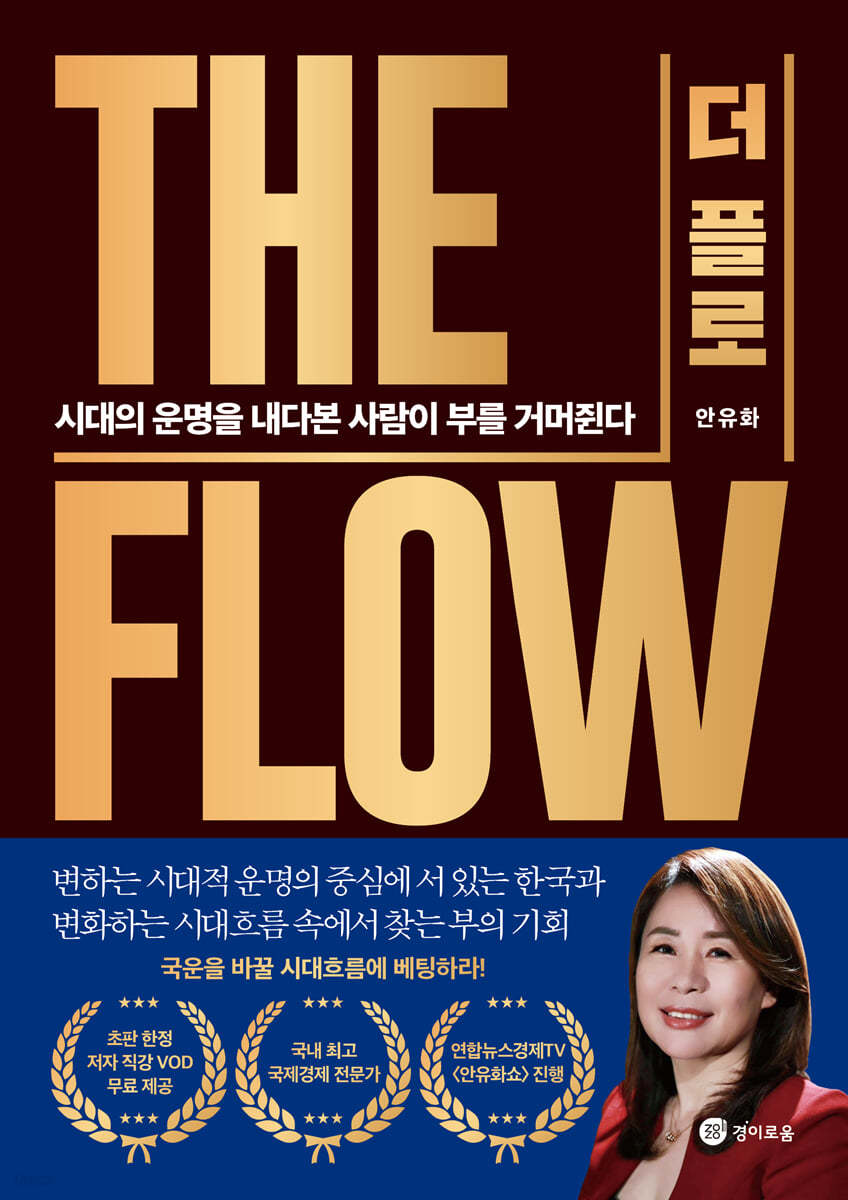 THE
더 플로
시대의 운명을 내다본 사람이 부를 거머쥔다
안유화
FLOW
변하는 시대적 운명의 중심에 서 있는 한국과
변화하는 시대흐름 속에서 찾는 부의 기회
국운을 바꿀 시대흐름에 베팅하라!
초판 한정
저자 직강 VOD
무료 제공
국내 최고
국제경제 전문가
연합뉴스경제TV
〈안유화쇼〉 진행
경이로움